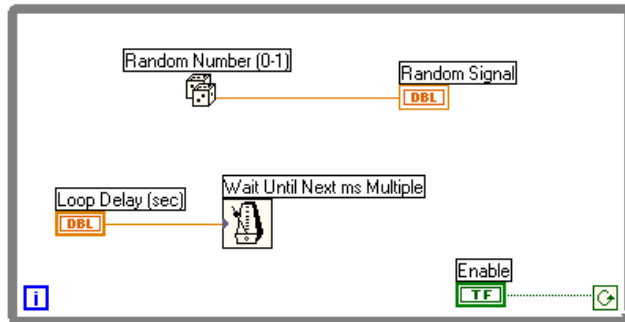 Random Number (0-1)
Random Signal
DBL
Wait Until Next ms Multiple
Loop Delay (sec)
DBL
Enable
TF
i